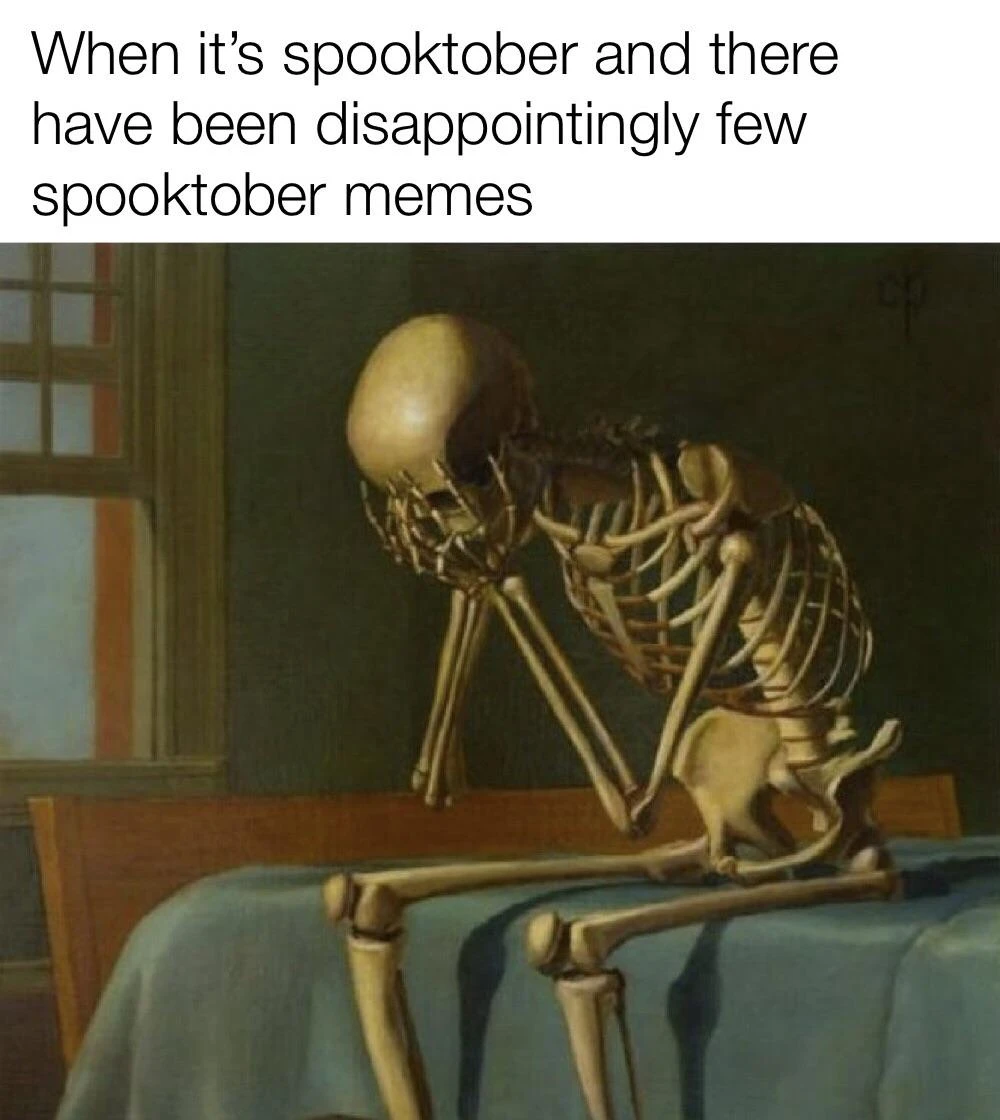 When it’s spooktober and there
have been disappointingly few
spooktober memes